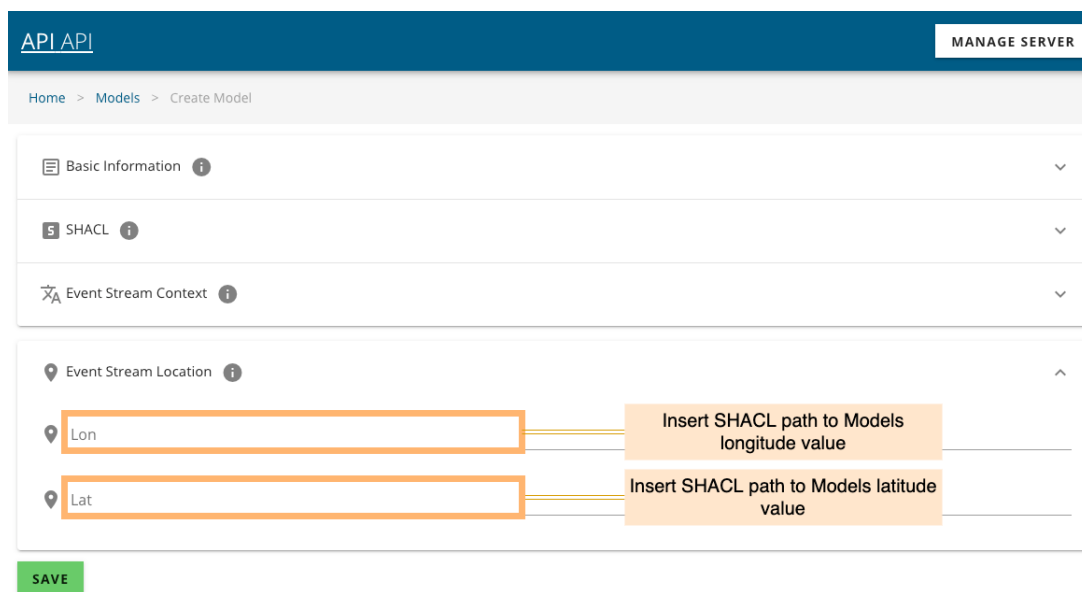 API API
MANAGE SERVER
Home > Models > Create Model
Basic Information
SHACL
Event Stream Context
Event Stream Location
Lon
Insert SHACL path to Models
longitude value
Lat
Insert SHACL path to Models latitude
value
SAVE